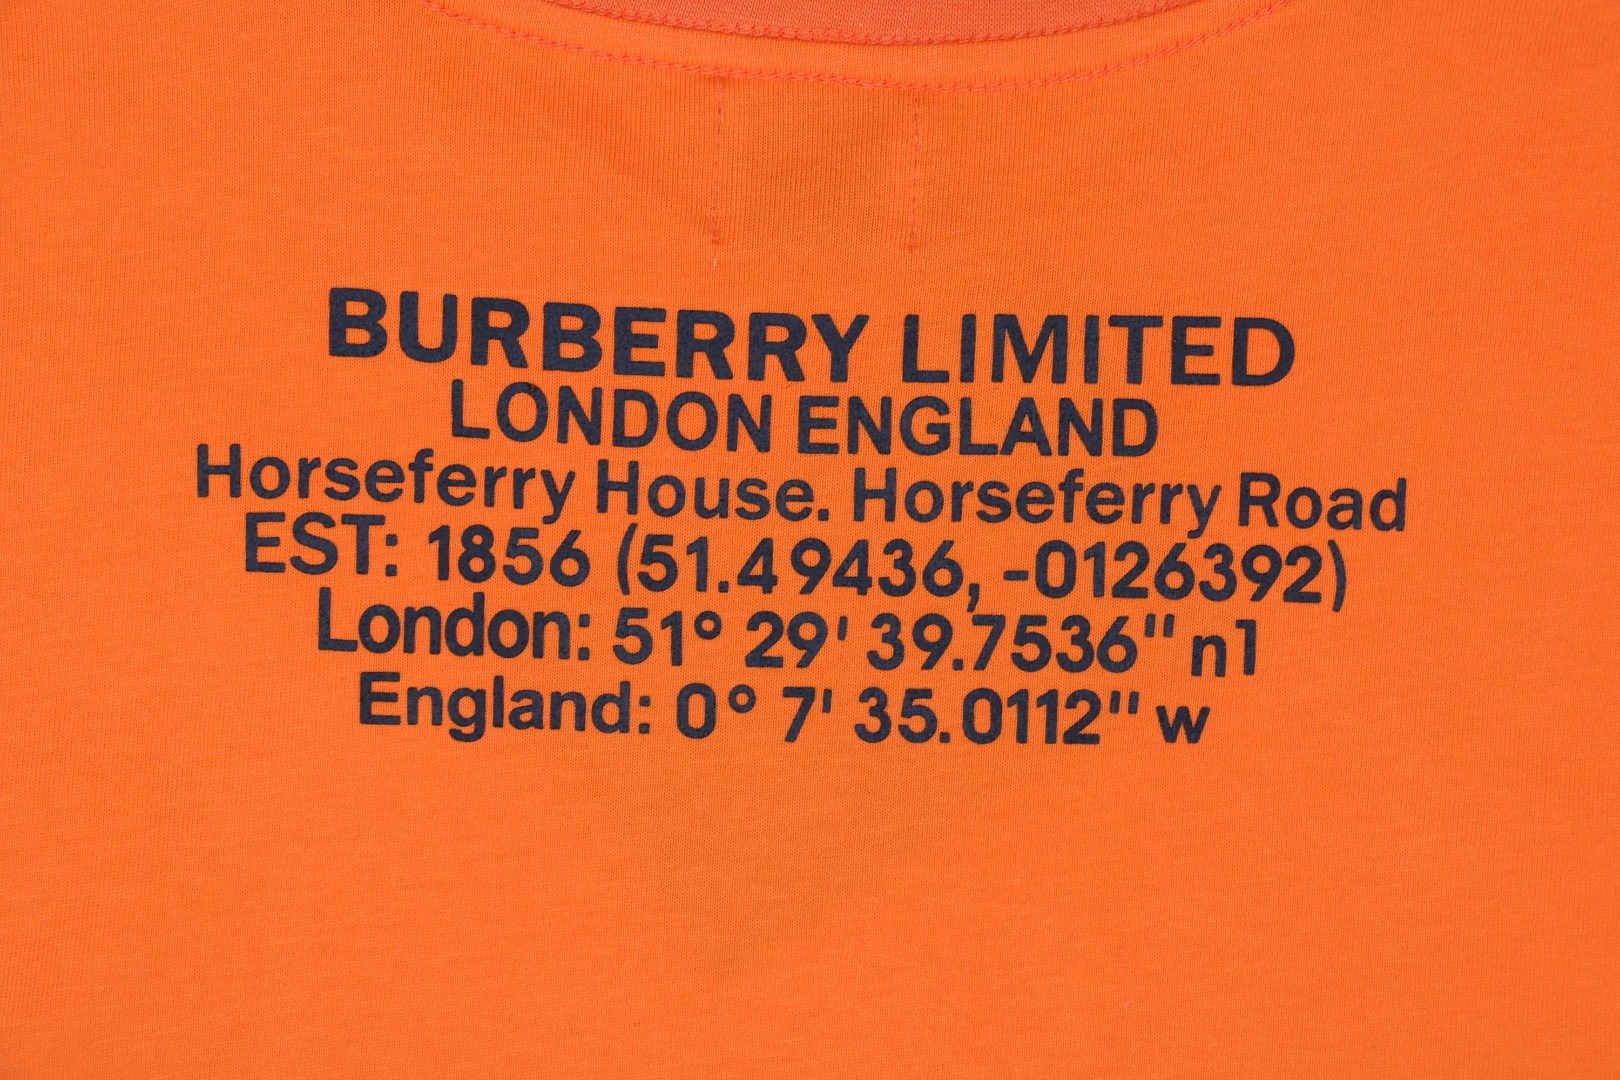 BURBERRY LIMITED
LONDON ENGLAND
Horseferry House. Horseferry Road
EST: 1856 (51.49436, -0126392)
London: 51° 29' 39.7536" n1
England: 0° 7' 35.0112" w